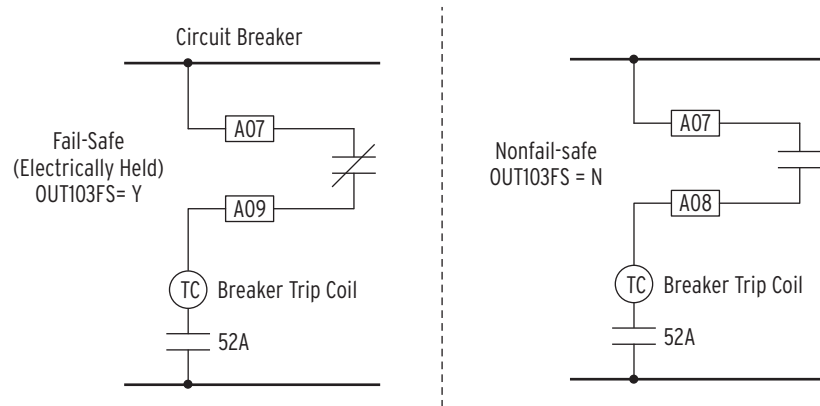 Circuit Breaker
Fail-Safe
(Electrically Held)
OUT103FS= Y
A07
A09
TC
Breaker Trip Coil
52A
Nonfail-safe
OUT103FS = N
A07
A08
TC
Breaker Trip Coil
52A